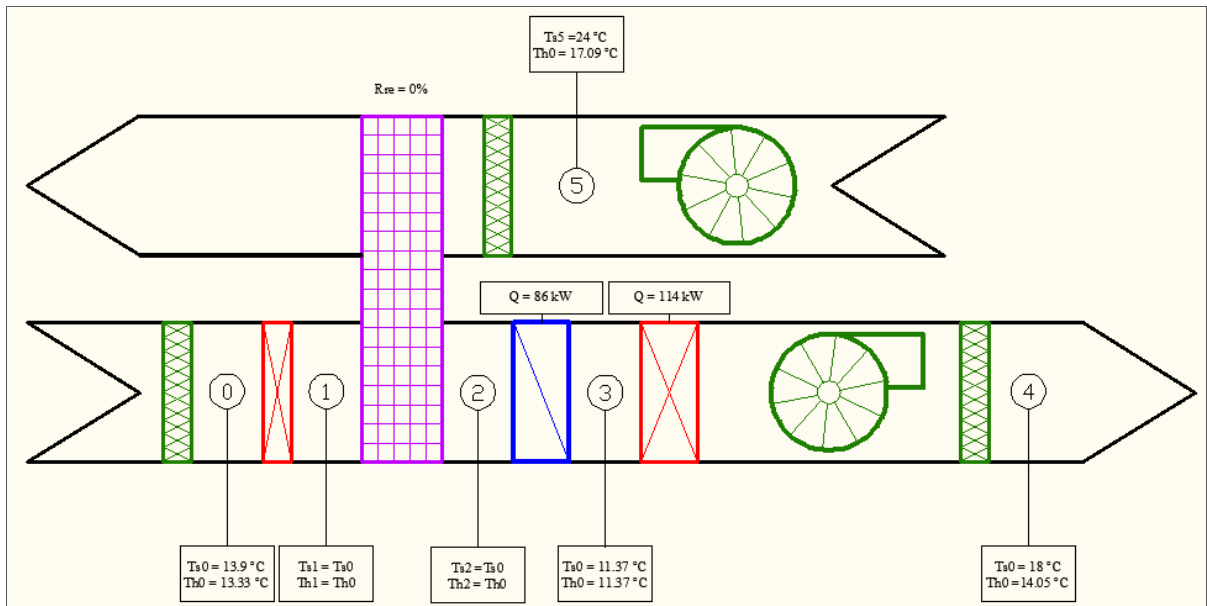 Ts5 =24 °C
Th0 = 17.09 °C
Rre = 0%
5
Q = 86 kW
Q = 114 kW
0
1
2
3
4
Ts0 = 13.9 °C
Th0 = 13.33 °C
Ts1 = Ts0
Th1 = Th0
Ts2 = Ts0
Th2 = Th0
Ts0 = 11.37 °C
Th0 = 11.37 °C
Ts0 = 18 °C
Th0 = 14.05 °C